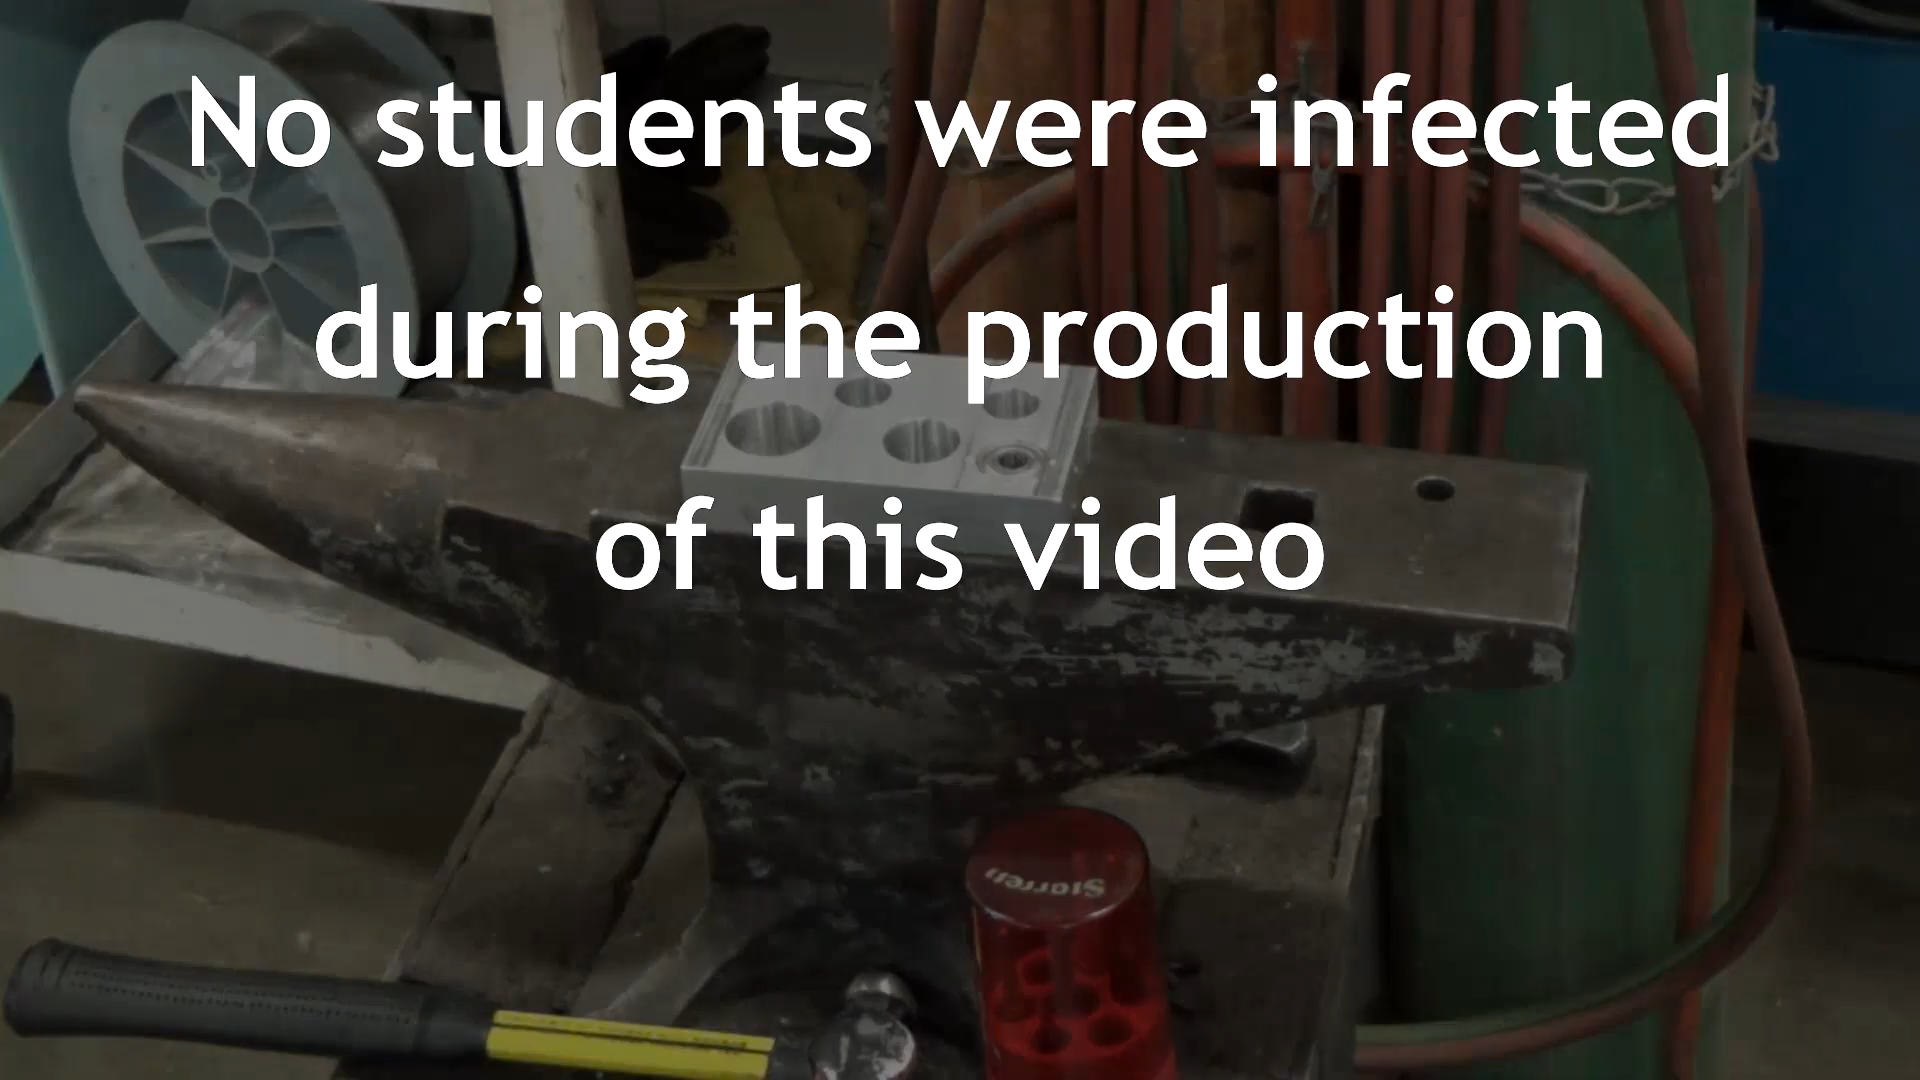 No students were infected
during the production
of this video
Starrett